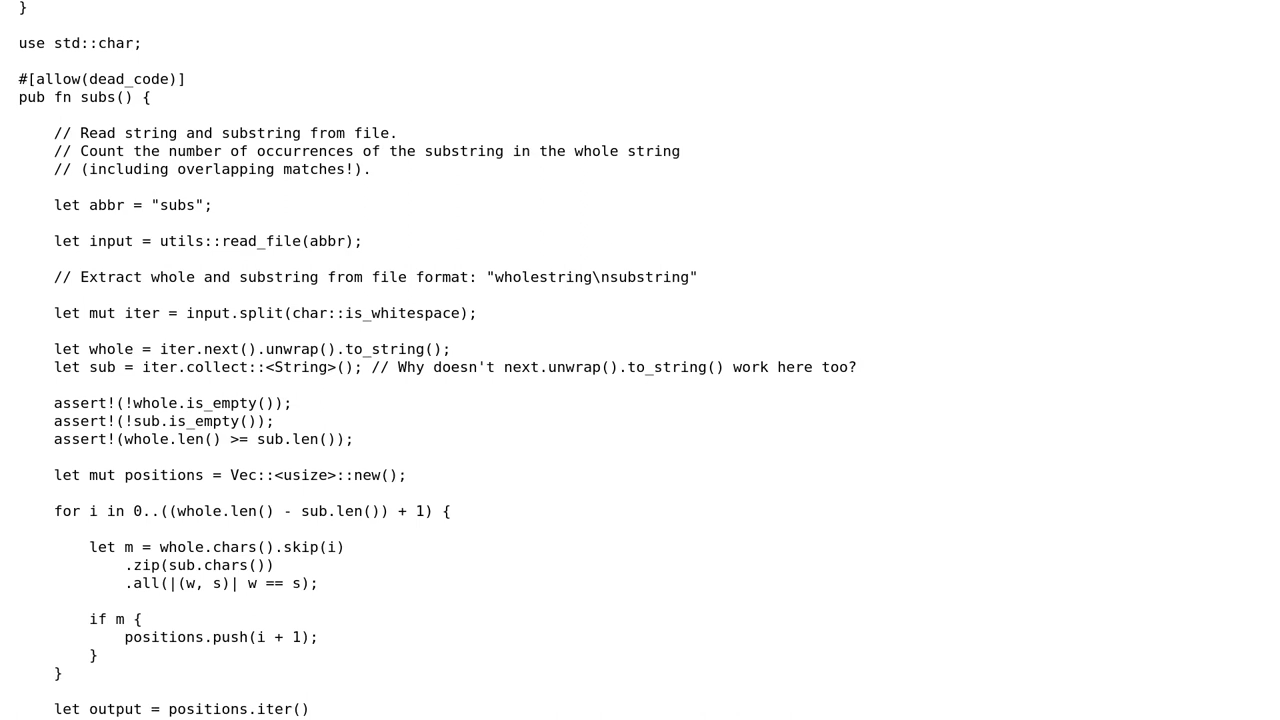 }
use std::char;
#[allow(dead_code)]
pub fn subs() {
    // Read string and substring from file.
    // Count the number of occurrences of the substring in the whole string
    // (including overlapping matches!).
    let abbr = "subs";
    let input = utils::read_file(abbr);
    // Extract whole and substring from file format: "wholestring\nsubstring"
    let mut iter = input.split(char::is_whitespace);
    let whole = iter.next().unwrap().to_string();
    let sub = iter.collect::<String>(); // Why doesn't next.unwrap().to_string() work here too?
    assert!(!whole.is_empty());
    assert!(!sub.is_empty());
    assert!(whole.len() >= sub.len());
    let mut positions = Vec::<usize>::new();
    for i in 0..((whole.len() - sub.len()) + 1) {
        let m = whole.chars().skip(i)
            .zip(sub.chars())
            .all(|(w, s)| w == s);
        if m {
            positions.push(i + 1);
        }
    }
    let output = positions.iter()